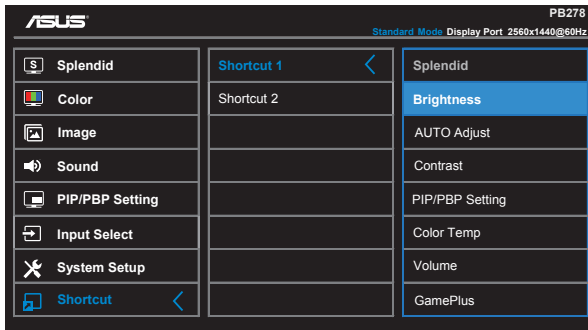 ASUS
PB278
Standard Mode Display Port 2560x1440@60Hz
S Splendid
Color
Image
Sound
PIP/PBP Setting
Input Select
System Setup
Shortcut
Shortcut 1
Shortcut 2
Splendid
Brightness
AUTO Adjust
Contrast
PIP/PBP Setting
Color Temp
Volume
GamePlus